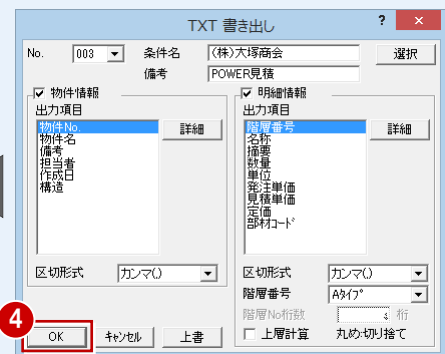 TXT 書き出し
? ×
No. 003 条件名 (株)大塚商会 選択
備考 POWER見積
物件情報
出力項目
物件No.
物件名
備考
担当者
作成日
構造
詳細
区切形式 カンマ(,)
明細情報
出力項目
階層番号
名称
摘要
数量
単位
発注単価
見積単価
定価
部材コード
詳細
区切形式 カンマ(,)
階層番号 Aタイプ
階層No桁数 4 桁
上層計算 丸め:切り捨て
4
OK キャンセル 上書